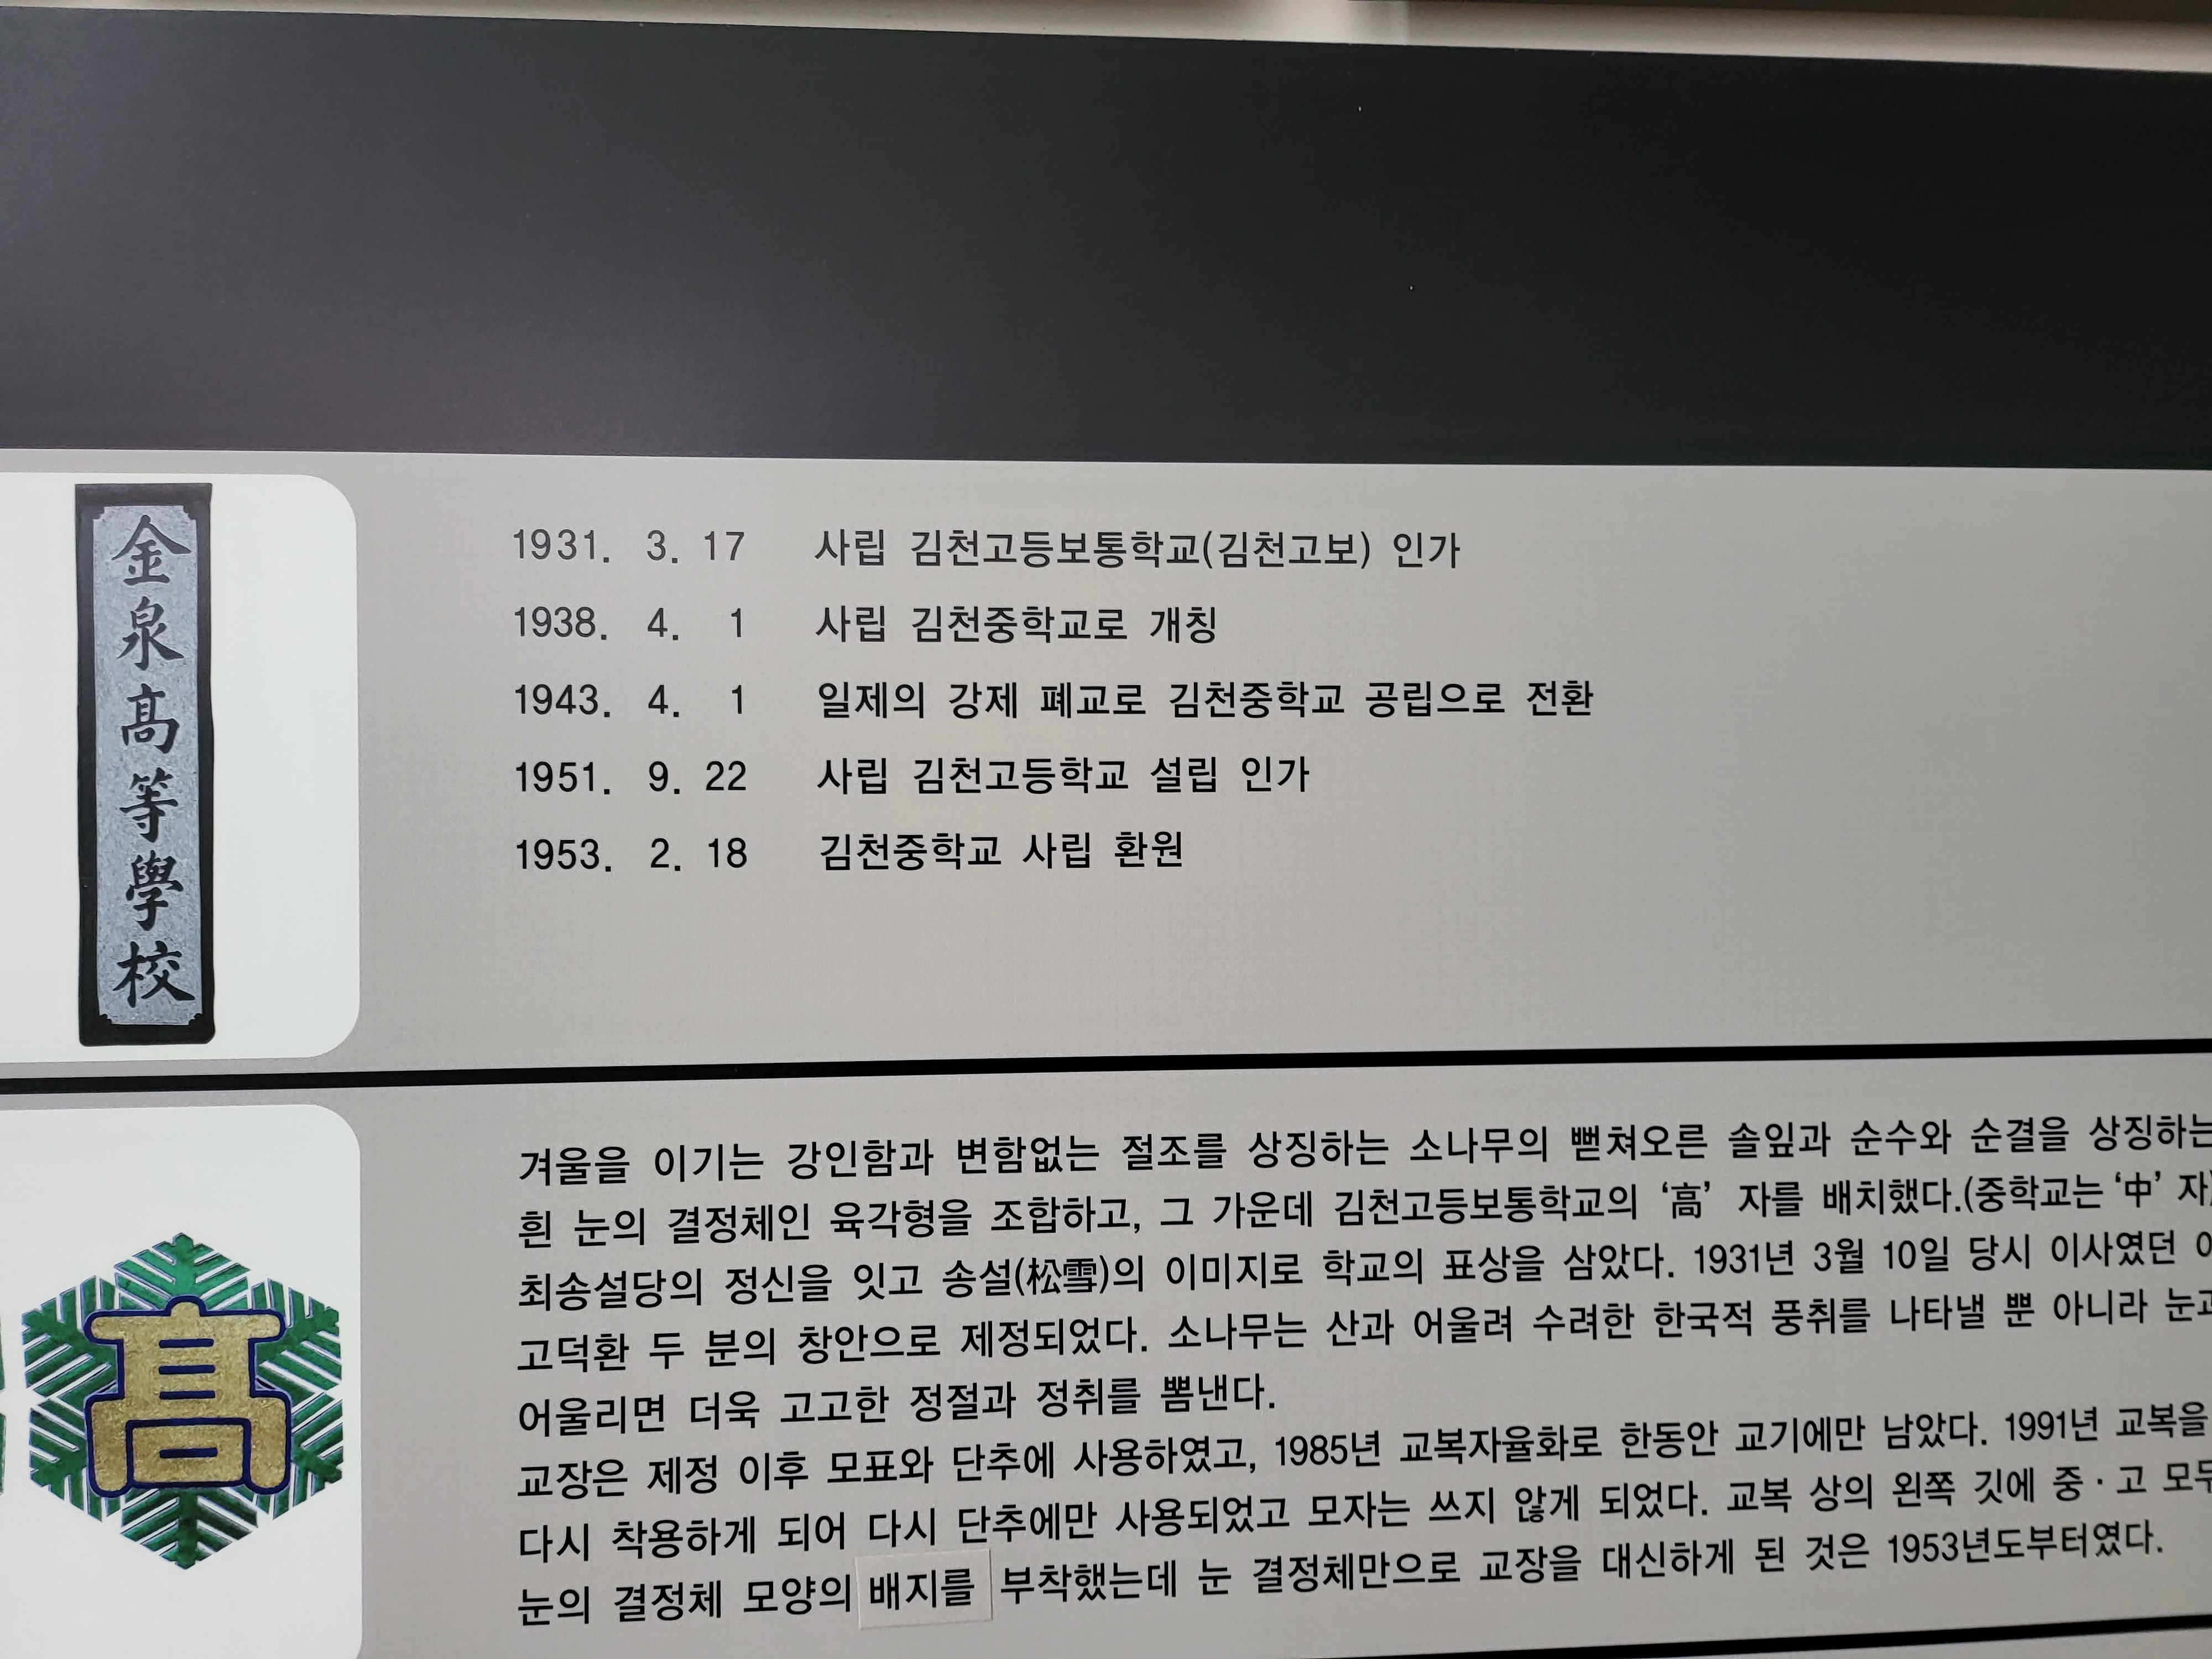 金泉高等學校
1931. 3. 17 사립 김천고등보통학교(김천고보) 인가
1938. 4. 1 사립 김천중학교로 개칭
1943. 4. 1 일제의 강제 폐교로 김천중학교 공립으로 전환
1951. 9. 22 사립 김천고등학교 설립 인가
1953. 2. 18 김천중학교 사립 환원
高
겨울을 이기는 강인함과 변함없는 절조를 상징하는 소나무의 뻗쳐오른 솔잎과 순수와 순결을 상징하는
흰 눈의 결정체인 육각형을 조합하고, 그 가운데 김천고등보통학교의 ‘高’ 자를 배치했다.(중학교는 ‘中’ 자
최송설당의 정신을 잇고 송설(松雪)의 이미지로 학교의 표상을 삼았다. 1931년 3월 10일 당시 이사였던
고덕환 두 분의 창안으로 제정되었다. 소나무는 산과 어울려 수려한 한국적 풍취를 나타낼 뿐 아니라 눈과
어울리면 더욱 고고한 정절과 정취를 뽐낸다.
교장은 제정 이후 모표와 단추에 사용하였고, 1985년 교복자율화로 한동안 교기에만 남았다. 1991년 교복을
다시 착용하게 되어 다시 단추에만 사용되었고 모자는 쓰지 않게 되었다. 교복 상의 왼쪽 깃에 중·고 모두
눈의 결정체 모양의 배지를 부착했는데 눈 결정체만으로 교장을 대신하게 된 것은 1953년도부터였다.